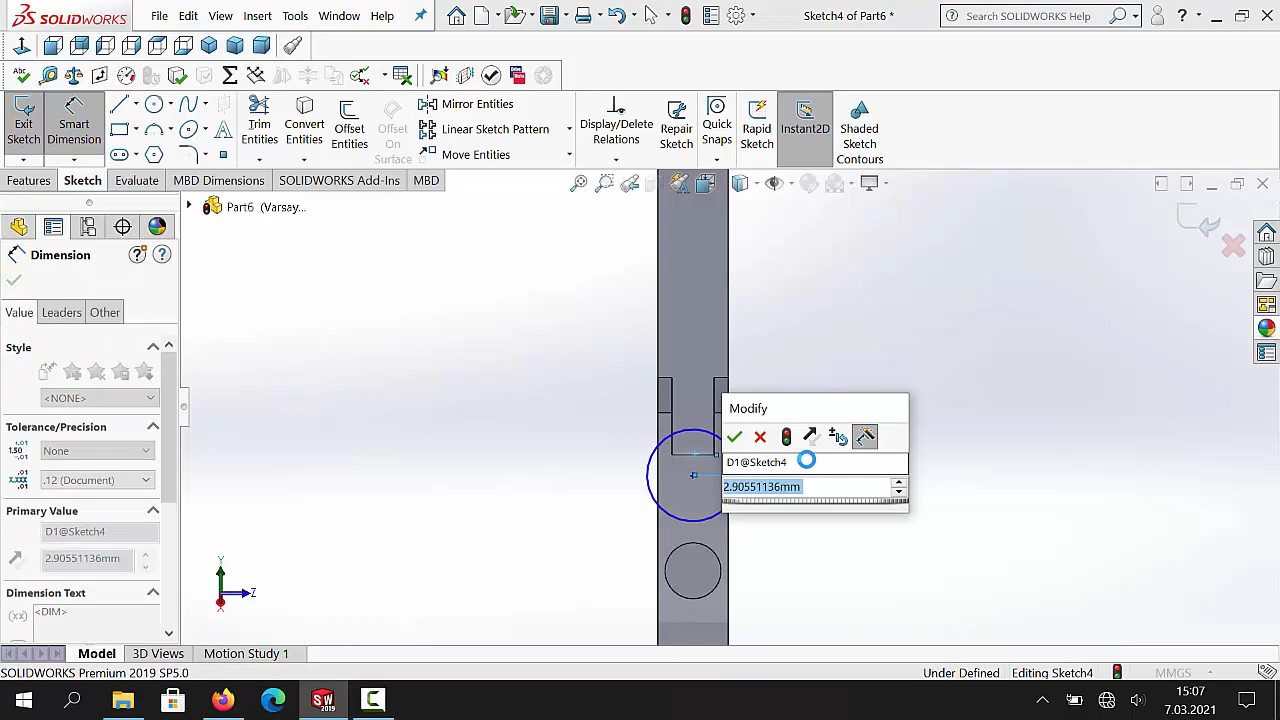 SOLIDWORKS
File Edit View Insert Tools Window Help
Sketch4 of Part6 *
Search SOLIDWORKS Help
?
Abc
Exit Sketch
Smart Dimension
Trim Entities
Convert Entities
Offset Entities
Offset On Surface
Mirror Entities
Linear Sketch Pattern
Move Entities
Display/Delete Relations
Repair Sketch
Quick Snaps
Rapid Sketch
Instant2D
Shaded Sketch Contours
Features Sketch Evaluate MBD Dimensions SOLIDWORKS Add-Ins MBD
Part6 (Varsay...
Dimension
Value Leaders Other
Style
<NONE>
Tolerance/Precision
None
.12 (Document)
Primary Value
D1@Sketch4
2.90551136mm
Dimension Text
<DIM>
Modify
D1@Sketch4
2.90551136mm
Y
Z
X
Model 3D Views Motion Study 1
SOLIDWORKS Premium 2019 SP5.0
Under Defined Editing Sketch4 MMGS
15:07
7.03.2021